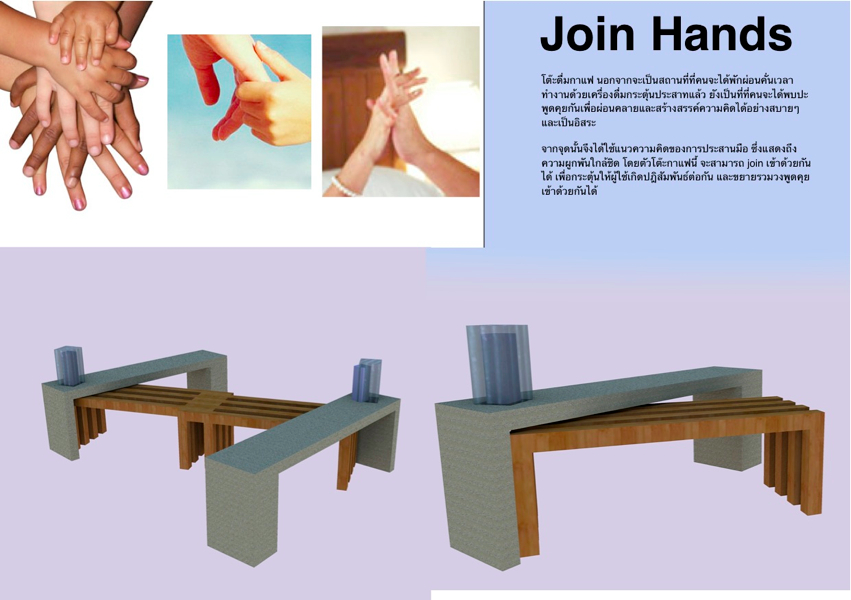 Join Hands
โต๊ะดื่มกาแฟ นอกจากจะเป็นสถานที่ที่คนจะได้พักผ่อนคั่นเวลา
ทำงานด้วยเครื่องดื่มกระตุ้นประสาทแล้ว ยังเป็นที่ที่คนจะได้พบปะ
พูดคุยกันเพื่อผ่อนคลายและสร้างสรรค์ความคิดได้อย่างสบายๆ
และเป็นอิสระ
จากจุดนั้นจึงได้ใช้แนวความคิดของการประสานมือ ซึ่งแสดงถึง
ความผูกพันใกล้ชิด โดยตัวโต๊ะกาแฟนี้ จะสามารถ join เข้าด้วยกัน
ได้ เพื่อกระตุ้นให้ผู้ใช้เกิดปฏิสัมพันธ์ต่อกัน และขยายรวมวงพูดคุย
เข้าด้วยกันได้